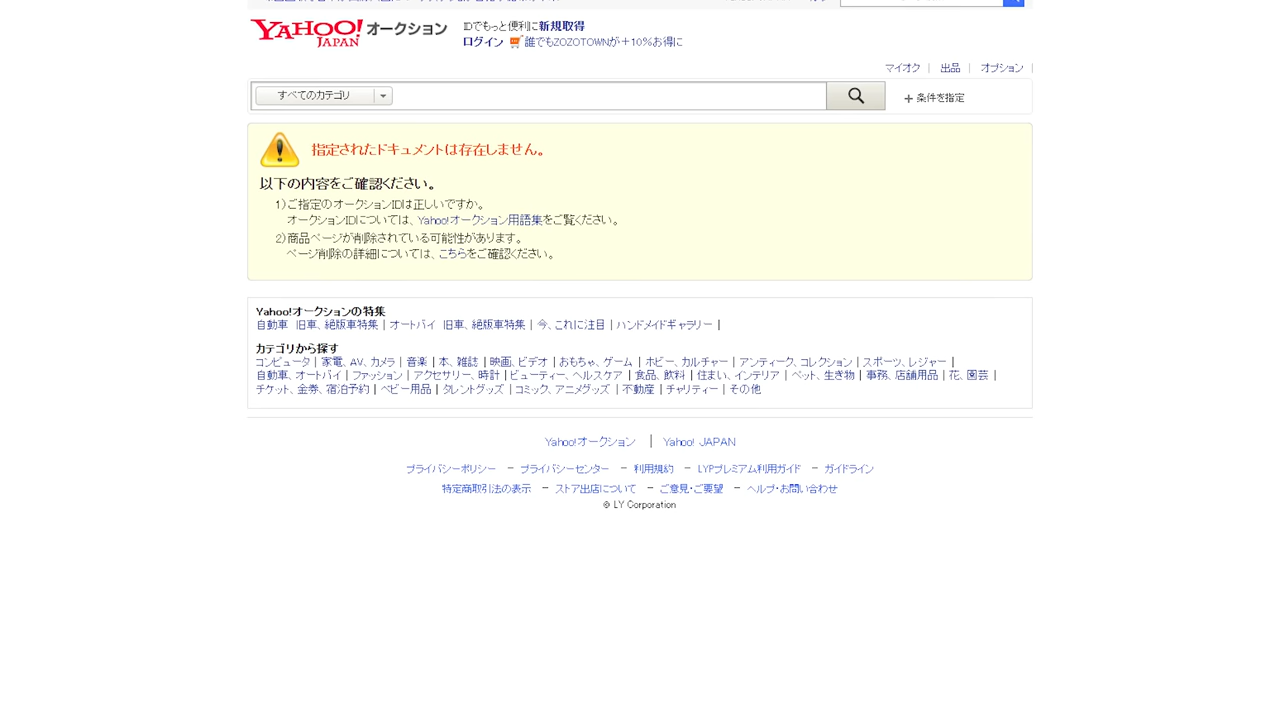 YAHOO! JAPAN オークション
IDでもっと便利に新規取得
ログイン 誰でもZOZOTOWNが＋10％お得に
マイオク | 出品 | オプション |
すべてのカテゴリ
＋条件を指定
指定されたドキュメントは存在しません。
以下の内容をご確認ください。
1）ご指定のオークションIDは正しいですか。
オークションIDについては、Yahoo!オークション用語集をご覧ください。
2）商品ページが削除されている可能性があります。
ページ削除の詳細については、こちらをご確認ください。
Yahoo!オークションの特集
自動車 旧車、絶版車特集 | オートバイ 旧車、絶版車特集 | 今、これに注目 | ハンドメイドギャラリー |
カテゴリから探す
コンピュータ | 家電、AV、カメラ | 音楽 | 本、雑誌 | 映画、ビデオ | おもちゃ、ゲーム | ホビー、カルチャー | アンティーク、コレクション | スポーツ、レジャー |
自動車、オートバイ | ファッション | アクセサリー、時計 | ビューティー、ヘルスケア | 食品、飲料 | 住まい、インテリア | ペット、生き物 | 事務、店舗用品 | 花、園芸 |
チケット、金券、宿泊予約 | ベビー用品 | タレントグッズ | コミック、アニメグッズ | 不動産 | チャリティー | その他
Yahoo!オークション | Yahoo! JAPAN
プライバシーポリシー － プライバシーセンター － 利用規約 － LYPプレミアム利用ガイド － ガイドライン
特定商取引法の表示 － ストア出店について － ご意見・ご要望 － ヘルプ・お問い合わせ
© LY Corporation